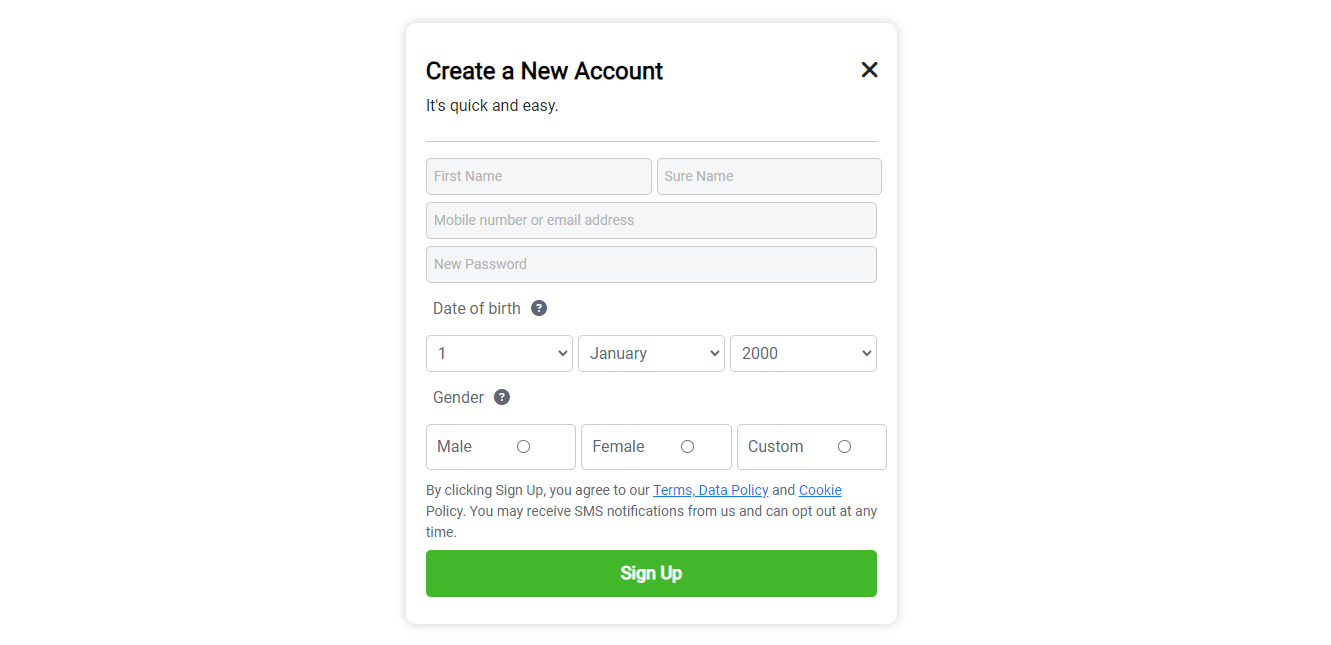 Create a New Account
It's quick and easy.
First Name Sure Name
Mobile number or email address
New Password
Date of birth ?
1 January 2000
Gender ?
Male Female Custom
By clicking Sign Up, you agree to our Terms, Data Policy and Cookie
Policy. You may receive SMS notifications from us and can opt out at any
time.
Sign Up